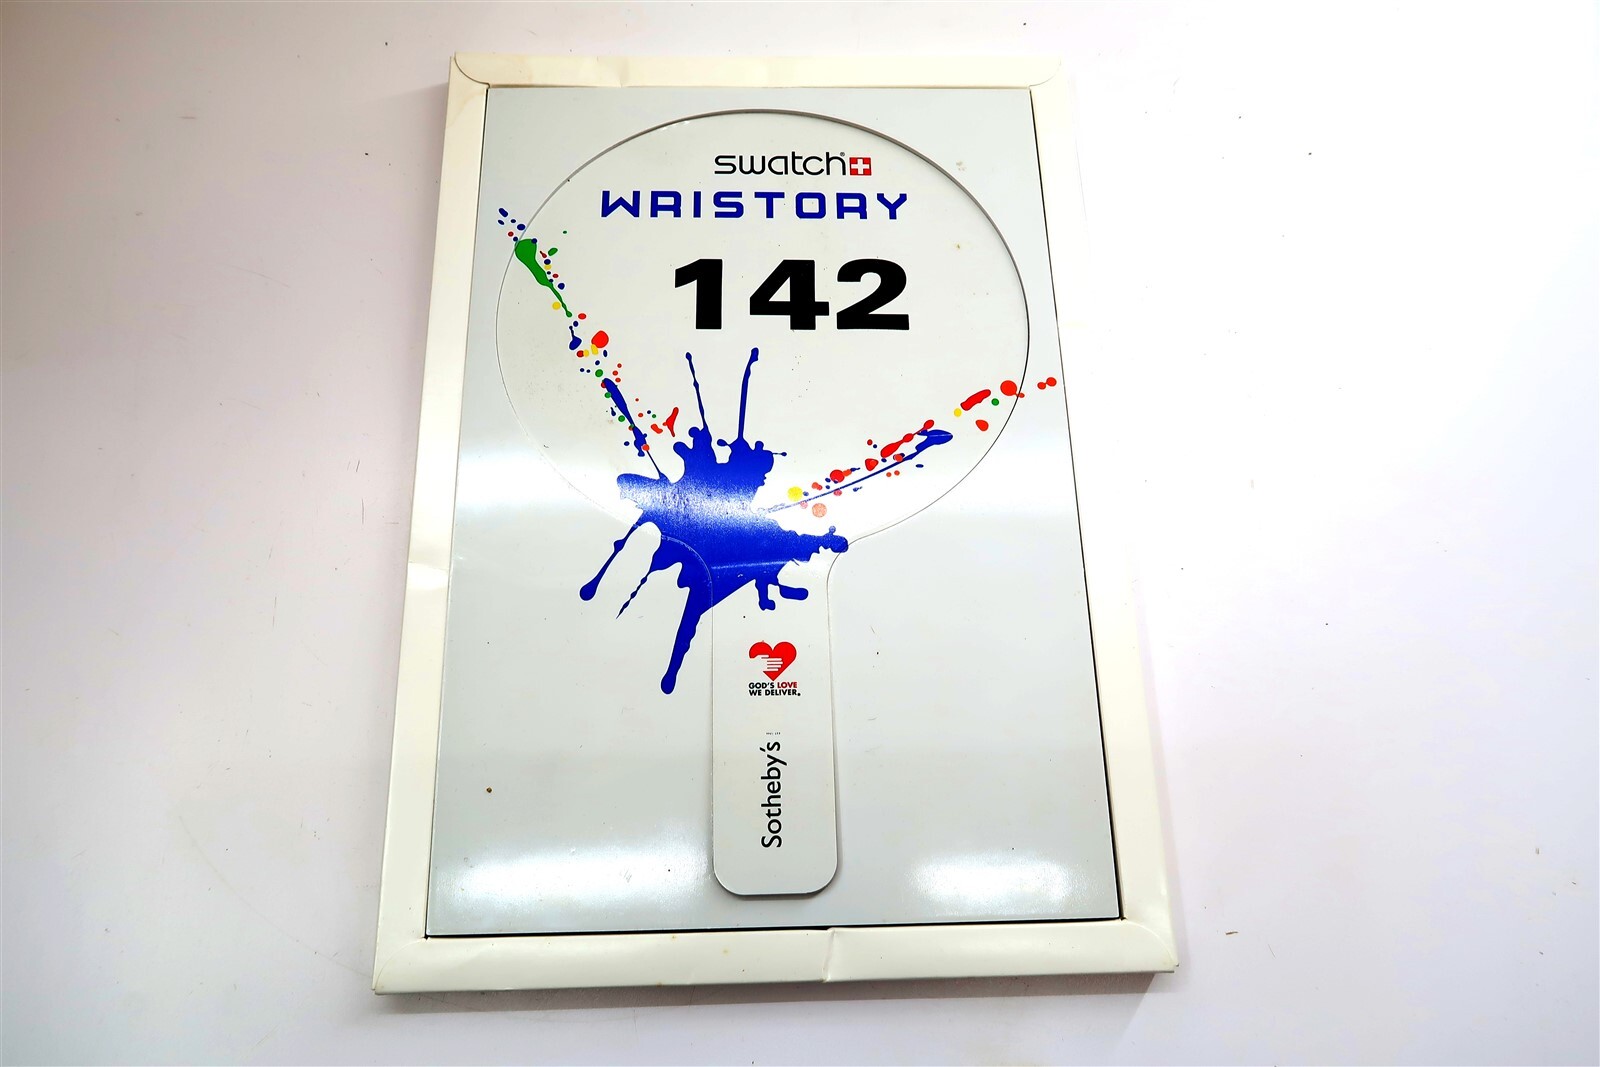 swatch®
WRISTORY
142
GOD'S LOVE
WE DELIVER.
Sotheby's